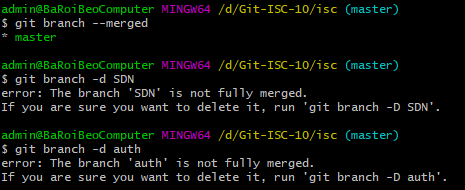 admin@BaRoiBeoComputer MINGW64 /d/Git-ISC-10/isc (master)
$ git branch --merged
* master
admin@BaRoiBeoComputer MINGW64 /d/Git-ISC-10/isc (master)
$ git branch -d SDN
error: The branch 'SDN' is not fully merged.
If you are sure you want to delete it, run 'git branch -D SDN'.
admin@BaRoiBeoComputer MINGW64 /d/Git-ISC-10/isc (master)
$ git branch -d auth
error: The branch 'auth' is not fully merged.
If you are sure you want to delete it, run 'git branch -D auth'.